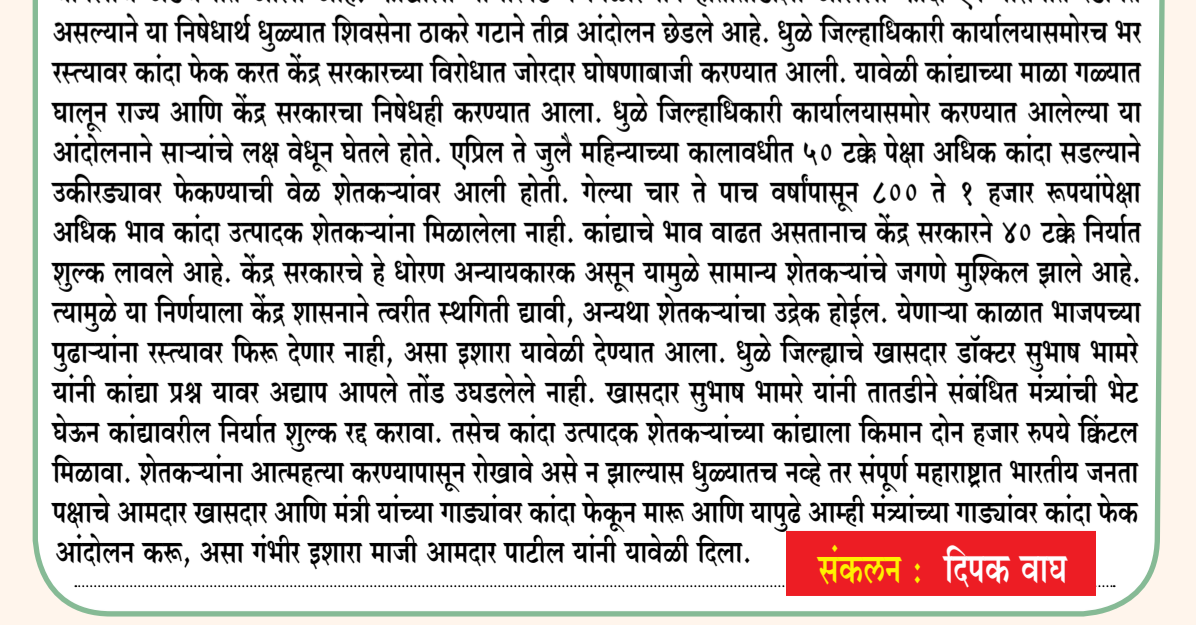 असल्याने या निषेधार्थ धुळ्यात शिवसेना ठाकरे गटाने तीव्र आंदोलन छेडले आहे. धुळे जिल्हाधिकारी कार्यालयासमोरच भर
रस्त्यावर कांदा फेक करत केंद्र सरकारच्या विरोधात जोरदार घोषणाबाजी करण्यात आली. यावेळी कांद्याच्या माळा गळ्यात
घालून राज्य आणि केंद्र सरकारचा निषेधही करण्यात आला. धुळे जिल्हाधिकारी कार्यालयासमोर करण्यात आलेल्या या
आंदोलनाने साऱ्यांचे लक्ष वेधून घेतले होते. एप्रिल ते जुलै महिन्याच्या कालावधीत ५० टक्के पेक्षा अधिक कांदा सडल्याने
उकीरड्यावर फेकण्याची वेळ शेतकऱ्यांवर आली होती. गेल्या चार ते पाच वर्षांपासून ८०० ते १ हजार रूपयांपेक्षा
अधिक भाव कांदा उत्पादक शेतकऱ्यांना मिळालेला नाही. कांद्याचे भाव वाढत असतानाच केंद्र सरकारने ४० टक्के निर्यात
शुल्क लावले आहे. केंद्र सरकारचे हे धोरण अन्यायकारक असून यामुळे सामान्य शेतकऱ्यांचे जगणे मुश्किल झाले आहे.
त्यामुळे या निर्णयाला केंद्र शासनाने त्वरीत स्थगिती द्यावी, अन्यथा शेतकऱ्यांचा उद्रेक होईल. येणाऱ्या काळात भाजपच्या
पुढाऱ्यांना रस्त्यावर फिरू देणार नाही, असा इशारा यावेळी देण्यात आला. धुळे जिल्ह्याचे खासदार डॉक्टर सुभाष भामरे
यांनी कांद्या प्रश्न यावर अद्याप आपले तोंड उघडलेले नाही. खासदार सुभाष भामरे यांनी तातडीने संबंधित मंत्र्यांची भेट
घेऊन कांद्यावरील निर्यात शुल्क रद्द करावा. तसेच कांदा उत्पादक शेतकऱ्यांच्या कांद्याला किमान दोन हजार रुपये क्विंटल
मिळावा. शेतकऱ्यांना आत्महत्या करण्यापासून रोखावे असे न झाल्यास धुळ्यातच नव्हे तर संपूर्ण महाराष्ट्रात भारतीय जनता
पक्षाचे आमदार खासदार आणि मंत्री यांच्या गाड्यांवर कांदा फेकून मारू आणि यापुढे आम्ही मंत्र्यांच्या गाड्यांवर कांदा फेक
आंदोलन करू, असा गंभीर इशारा माजी आमदार पाटील यांनी यावेळी दिला.
संकलन : दिपक वाघ